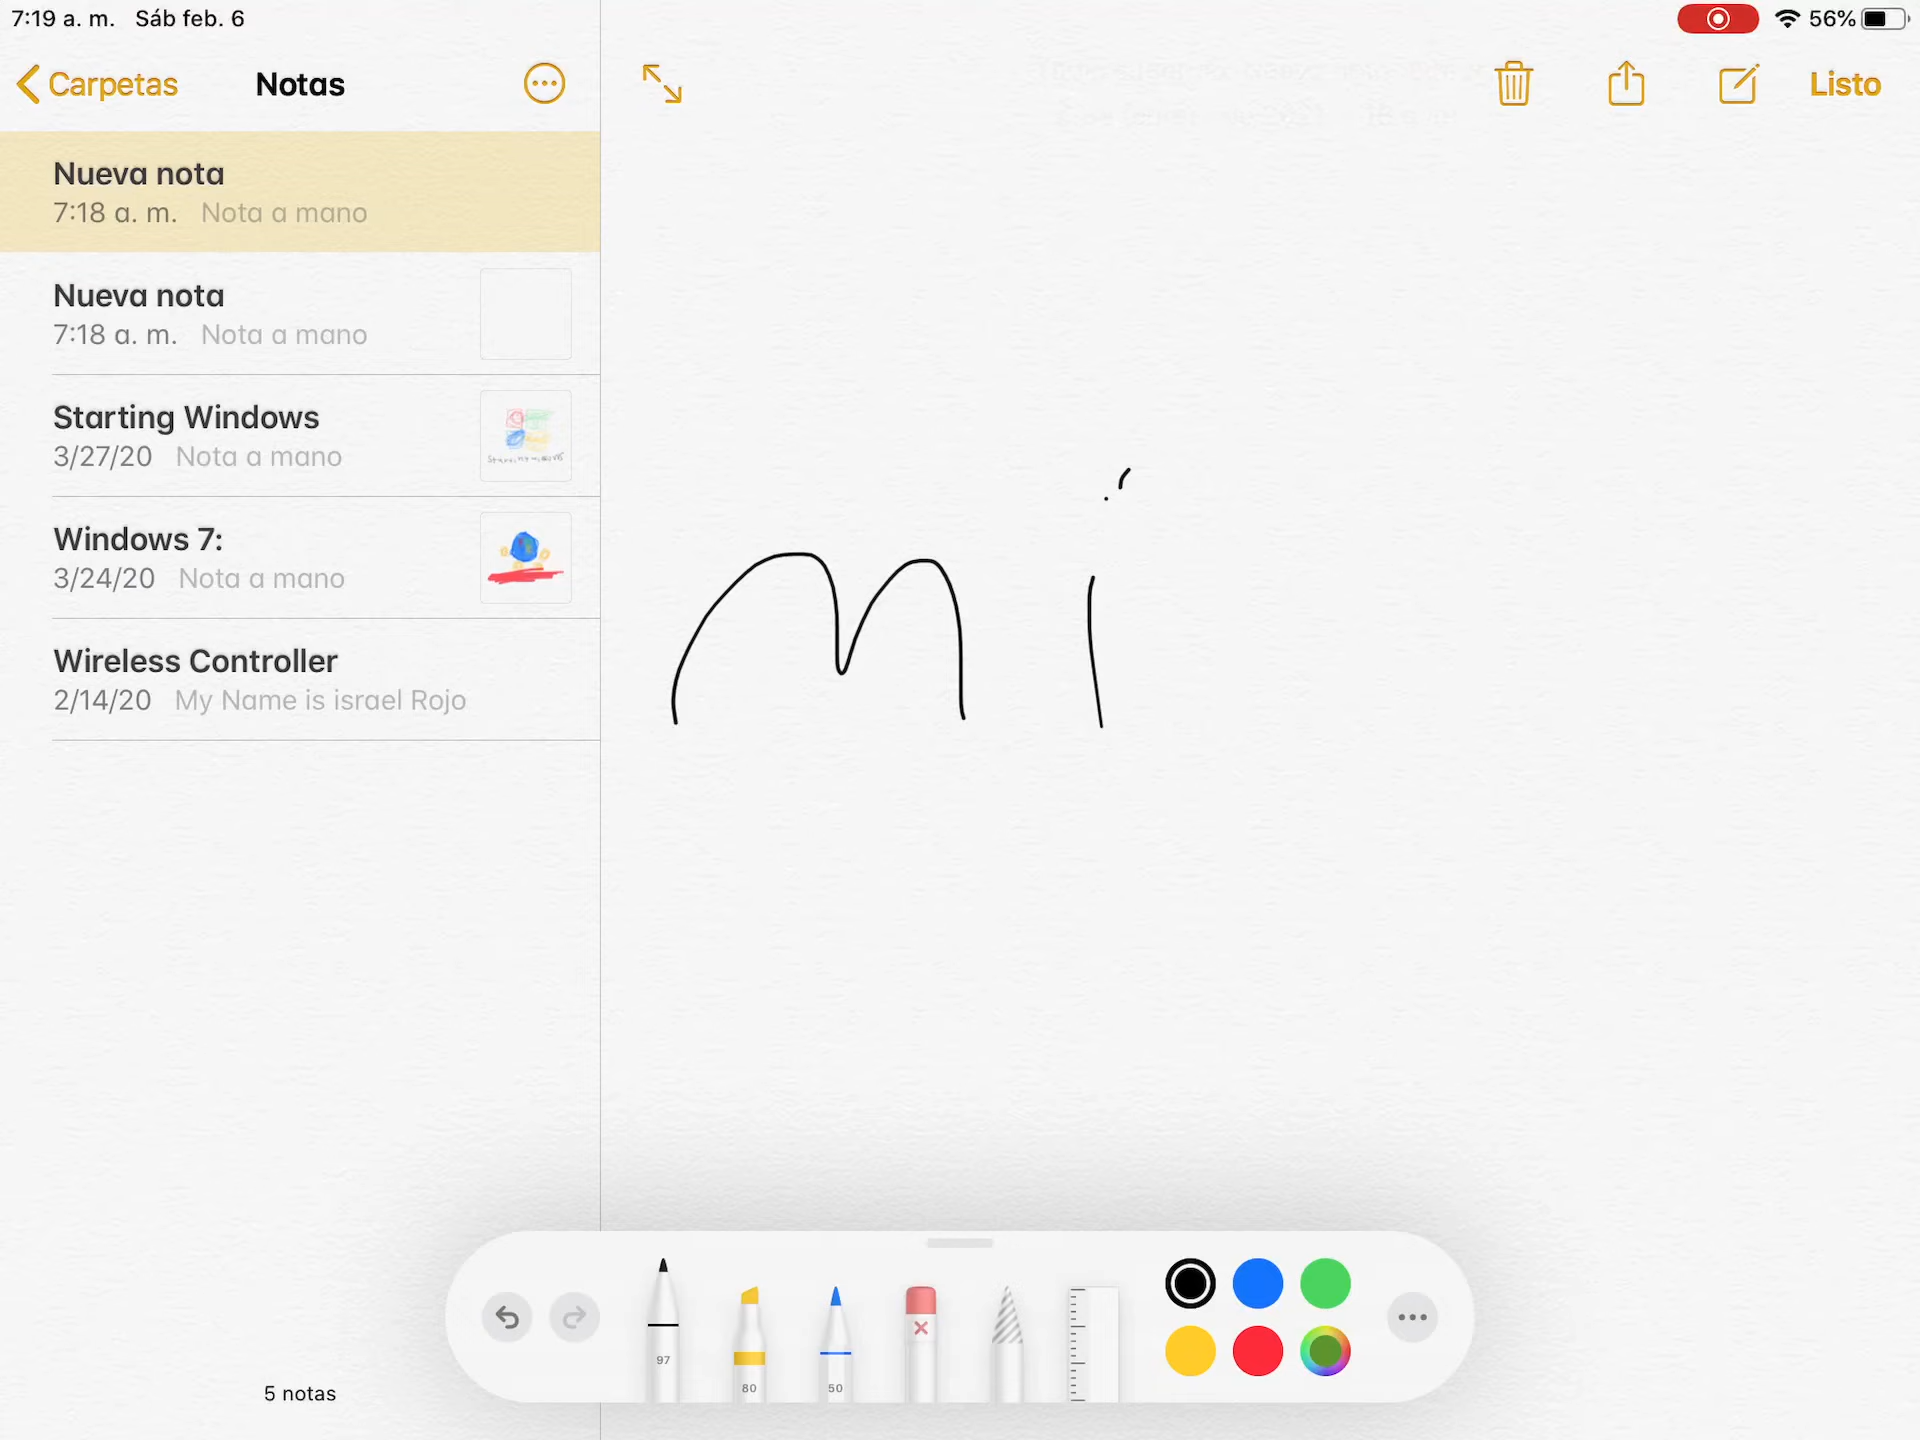 7:19 a. m. Sáb feb. 6
56%
Carpetas
Notas
Listo
Nueva nota
7:18 a. m. Nota a mano
Nueva nota
7:18 a. m. Nota a mano
Starting Windows
3/27/20 Nota a mano
Windows 7:
3/24/20 Nota a mano
Wireless Controller
2/14/20 My Name is israel Rojo
5 notas
mi
97
80
50